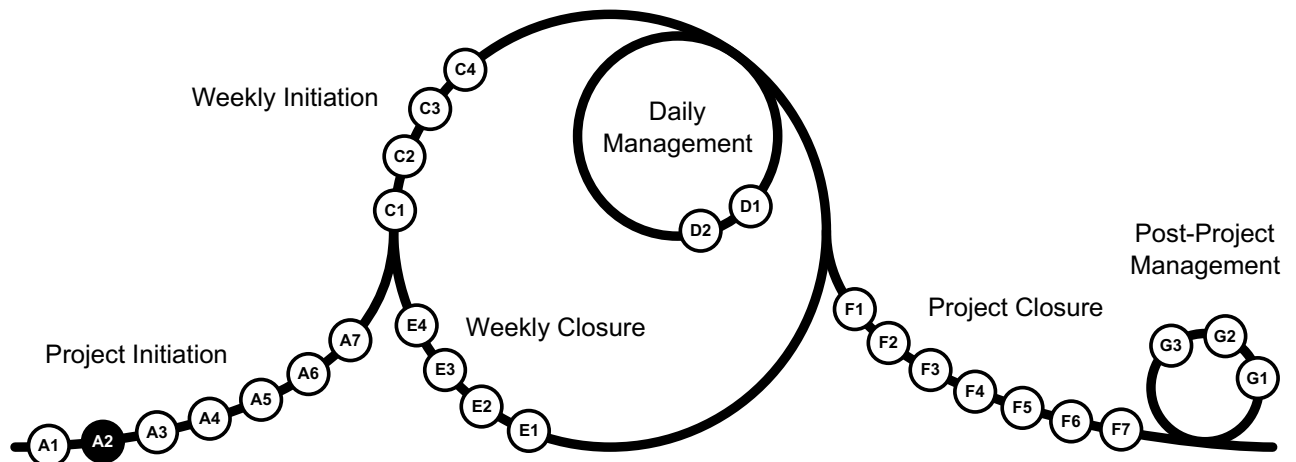 Weekly Initiation
C4
C3
C2
C1
Daily
Management
D1
D2
Post-Project
Management
G3
G2
G1
Project Closure
F1
F2
F3
F4
F5
F6
F7
Weekly Closure
E4
E3
E2
E1
Project Initiation
A7
A6
A5
A4
A3
A2
A1